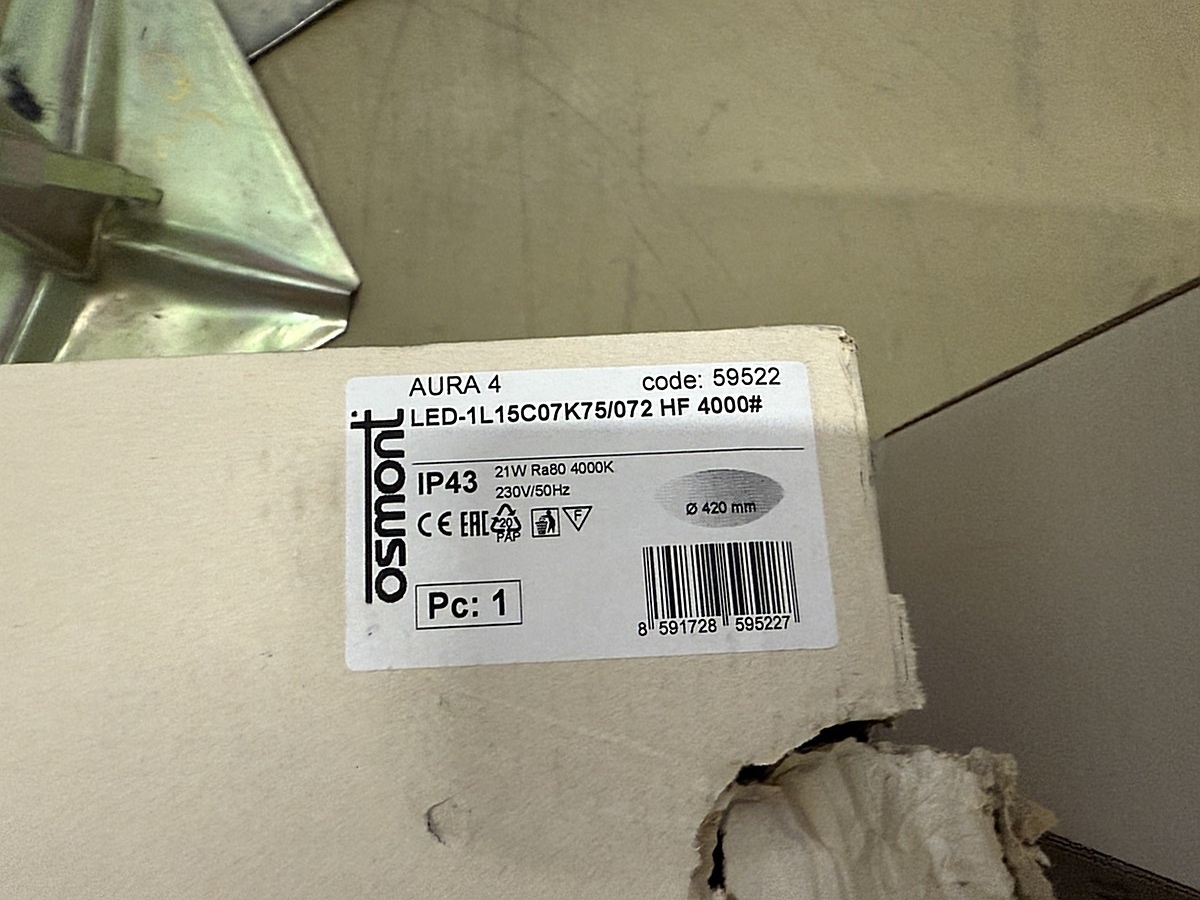 AURA 4 code: 59522
LED-1L15C07K75/072 HF 4000#
osmont
IP43 21W Ra80 4000K
230V/50Hz
Ø 420 mm
CE EAC 20 PAP F
Pc: 1
8 591728 595227